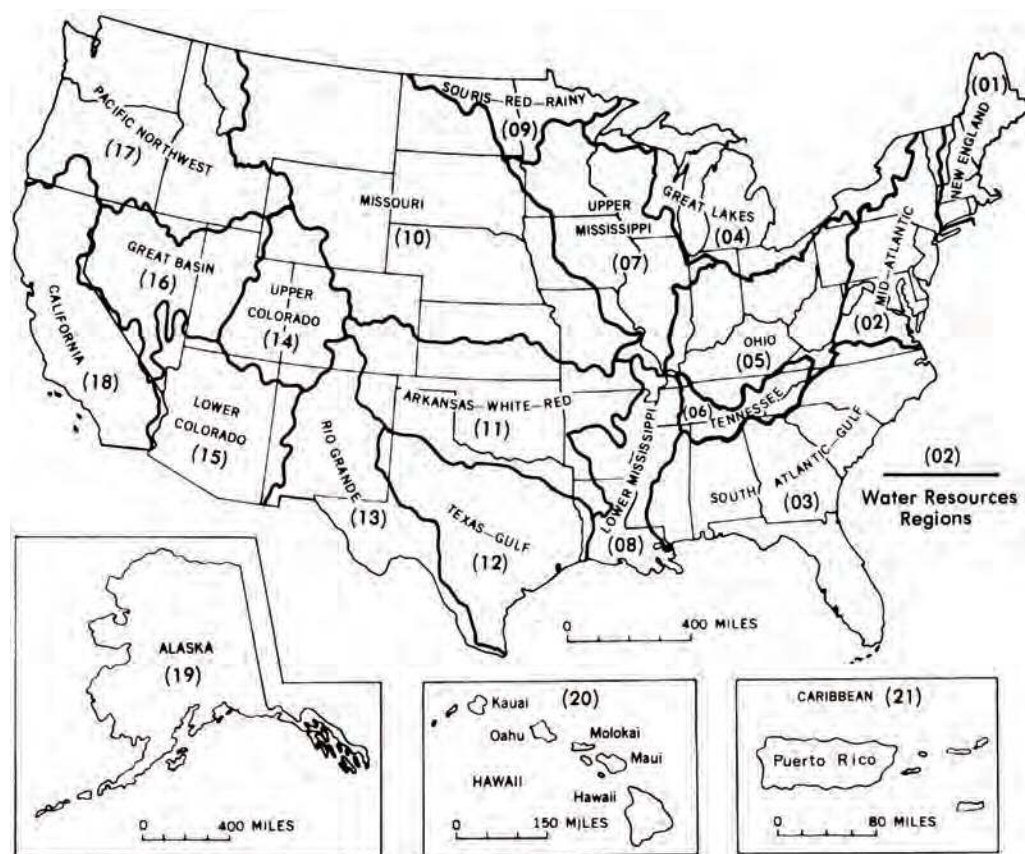 (01)
NEW ENGLAND
SOURIS–RED–RAINY
(09)
PACIFIC NORTHWEST
(17)
MISSOURI
(10)
UPPER
MISSISSIPPI
(07)
GREAT LAKES
(04)
MID-ATLANTIC
(02)
GREAT BASIN
(16)
UPPER
COLORADO
(14)
CALIFORNIA
(18)
OHIO
(05)
(06)
TENNESSEE
ARKANSAS–WHITE–RED
(11)
LOWER
COLORADO
(15)
RIO GRANDE
(13)
TEXAS–GULF
(12)
LOWER MISSISSIPPI
(08)
SOUTH ATLANTIC–GULF
(03)
(02)
Water Resources
Regions
0 400 MILES
ALASKA
(19)
0 400 MILES
(20)
Kauai
Oahu
Molokai
Maui
HAWAII
Hawaii
0 150 MILES
CARIBBEAN (21)
Puerto Rico
0 80 MILES